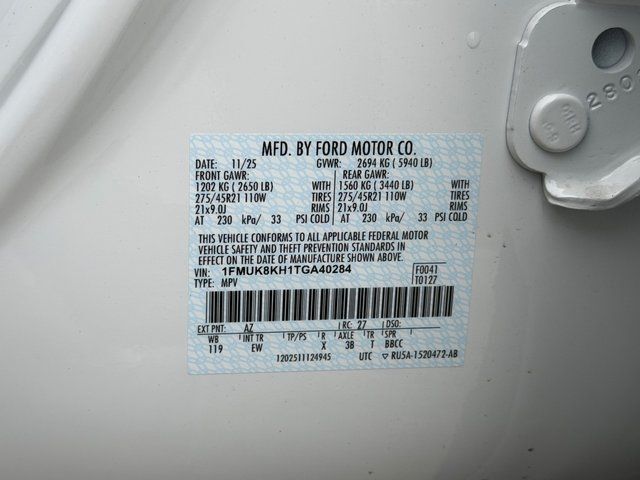 MFD. BY FORD MOTOR CO.
DATE: 11/25 GVWR: 2694 KG ( 5940 LB)
FRONT GAWR: REAR GAWR:
1202 KG ( 2650 LB) WITH 1560 KG ( 3440 LB) WITH
275/45R21 110W TIRES 275/45R21 110W TIRES
21x9.0J RIMS 21x9.0J RIMS
AT 230 kPa/ 33 PSI COLD AT 230 kPa/ 33 PSI COLD
THIS VEHICLE CONFORMS TO ALL APPLICABLE FEDERAL MOTOR
VEHICLE SAFETY AND THEFT PREVENTION STANDARDS IN
EFFECT ON THE DATE OF MANUFACTURE SHOWN ABOVE.
VIN: 1FMUK8KH1TGA40284 F0041
TYPE: MPV T0127
EXT PNT: AZ RC: 27 DSO:
WB INT TR TP/PS R AXLE TR SPR
119 EW X 3B T BBCC
1202511124945 UTC ▽ RU5A-1520472-AB
280